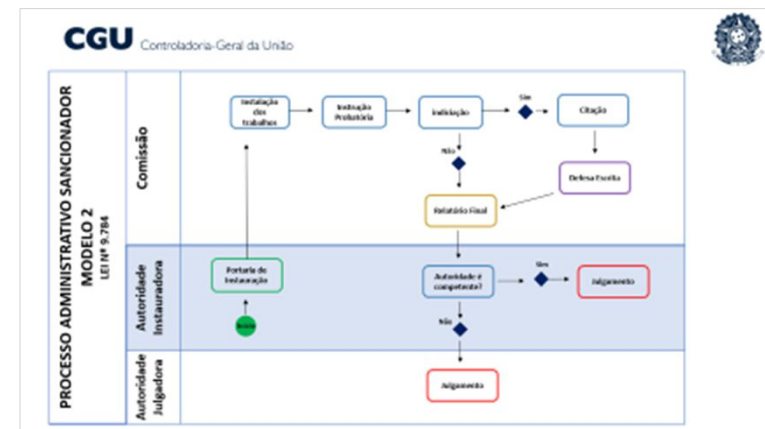 CGU Controladoria-Geral da União
PROCESSO ADMINISTRATIVO SANCIONADOR
MODELO 2
LEI Nº 9.784
Comissão
Instalação
dos
trabalhos
Instrução
Probatória
Indiciação
Sim
Citação
Não
Defesa Escrita
Relatório Final
Autoridade
Instauradora
Portaria de
Instauração
Início
Autoridade é
competente?
Sim
Julgamento
Não
Autoridade
Julgadora
Julgamento